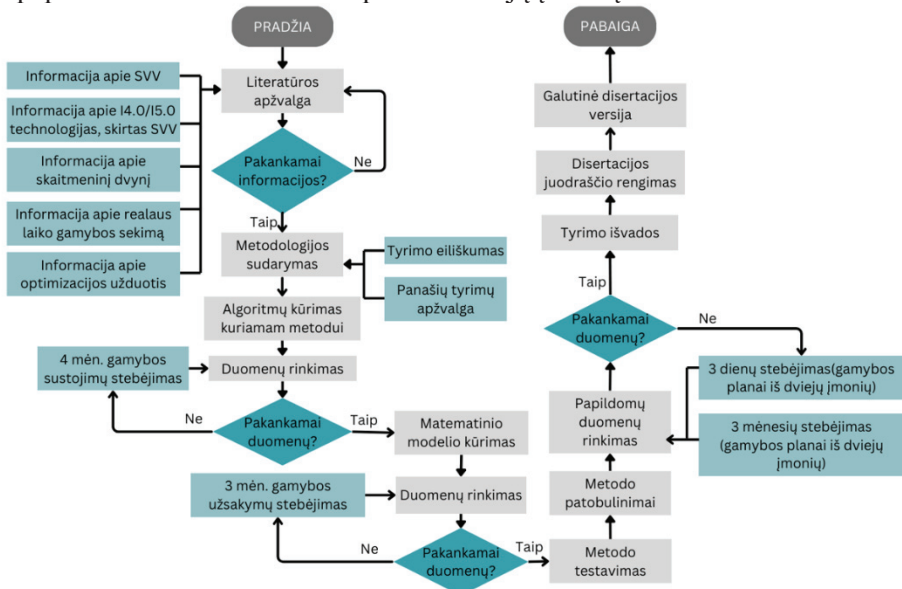 PRADŽIA
Informacija apie SVV
Informacija apie I4.0/I5.0
technologijas, skirtas SVV
Informacija apie
skaitmeninį dvynį
Informacija apie realaus
laiko gamybos sekimą
Informacija apie
optimizacijos užduotis
Literatūros
apžvalga
Pakankamai
informacijos?
Ne
Taip
Metodologijos
sudarymas
Tyrimo eiliškumas
Panašių tyrimų
apžvalga
Algoritmų kūrimas
kuriamam metodui
4 mėn. gamybos
sustojimų stebėjimas
Duomenų rinkimas
Ne
Pakankamai
duomenų?
Taip
Matematinio
modelio kūrimas
3 mėn. gamybos
užsakymų stebėjimas
Duomenų rinkimas
Ne
Pakankamai
duomenų?
Taip
Metodo
testavimas
Metodo
patobulinimai
Papildomų
duomenų
rinkimas
3 dienų stebėjimas(gamybos
planai iš dviejų įmonių)
3 mėnesių stebėjimas
(gamybos planai iš dviejų
įmonių)
Pakankamai
duomenų?
Ne
Taip
Tyrimo išvados
Disertacijos
juodraščio rengimas
Galutinė disertacijos
versija
PABAIGA